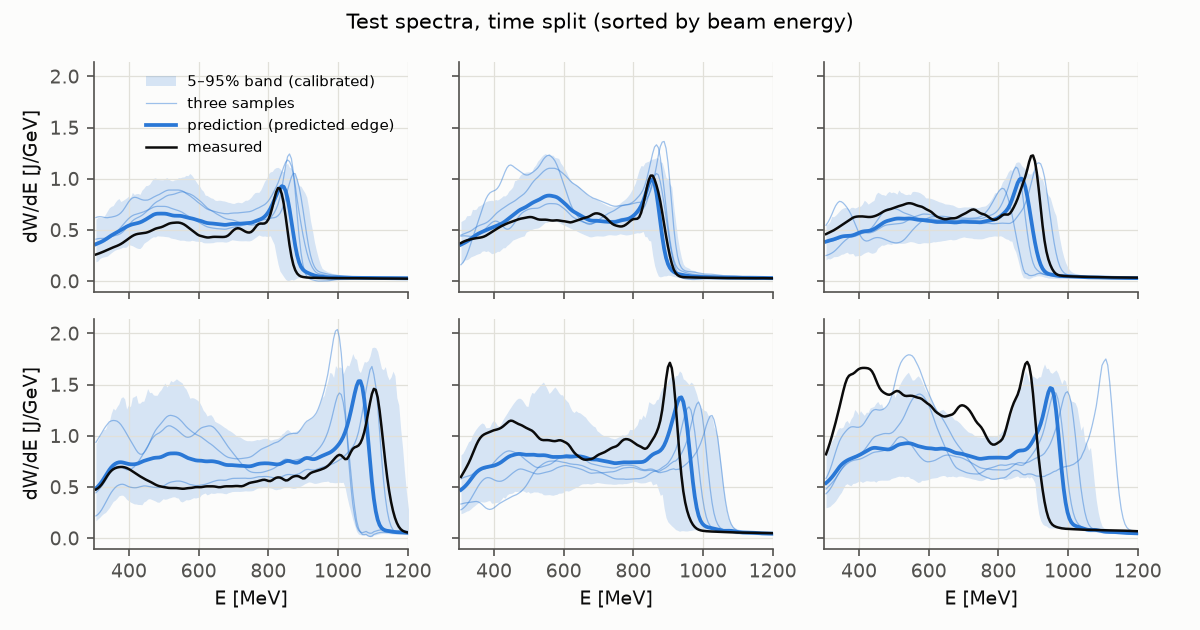 Test spectra, time split (sorted by beam energy)
dW/dE [J/GeV]
2.0
1.5
1.0
0.5
0.0
5–95% band (calibrated)
three samples
prediction (predicted edge)
measured
dW/dE [J/GeV]
2.0
1.5
1.0
0.5
0.0
400 600 800 1000 1200
400 600 800 1000 1200
400 600 800 1000 1200
E [MeV]
E [MeV]
E [MeV]